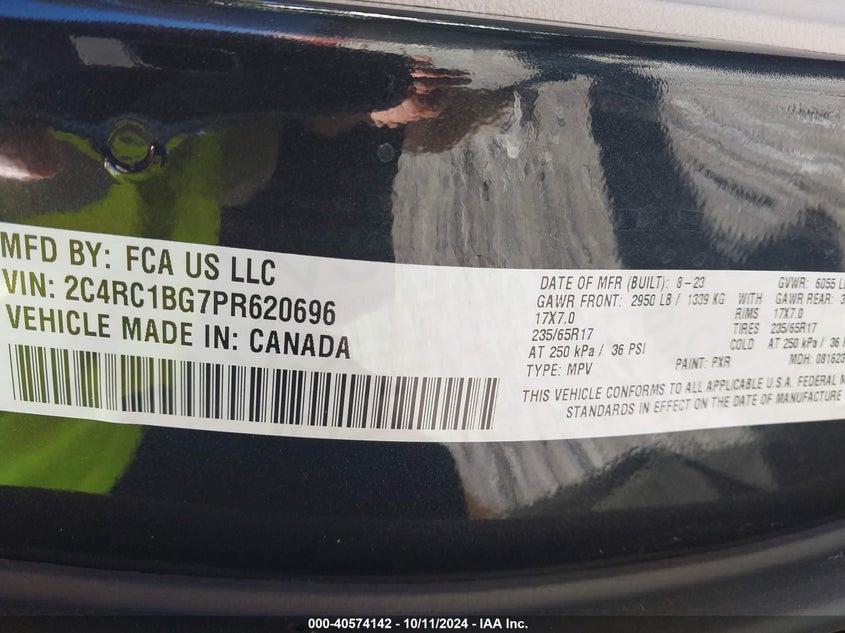 MFD BY: FCA US LLC
VIN: 2C4RC1BG7PR620696
VEHICLE MADE IN: CANADA
DATE OF MFR (BUILT): 8-23 GVWR: 6055
GAWR FRONT: 2950 LB / 1339 KG WITH GAWR REAR:
17X7.0 RIMS 17X7.0
235/65R17 TIRES 235/65R17
AT 250 kPa / 36 PSI COLD AT 250 kPa / 36
TYPE: MPV PAINT: PXR MDH: 081623
THIS VEHICLE CONFORMS TO ALL APPLICABLE U.S.A. FEDERAL
STANDARDS IN EFFECT ON THE DATE OF MANUFACTURE
000-40574142 - 10/11/2024 - IAA Inc.